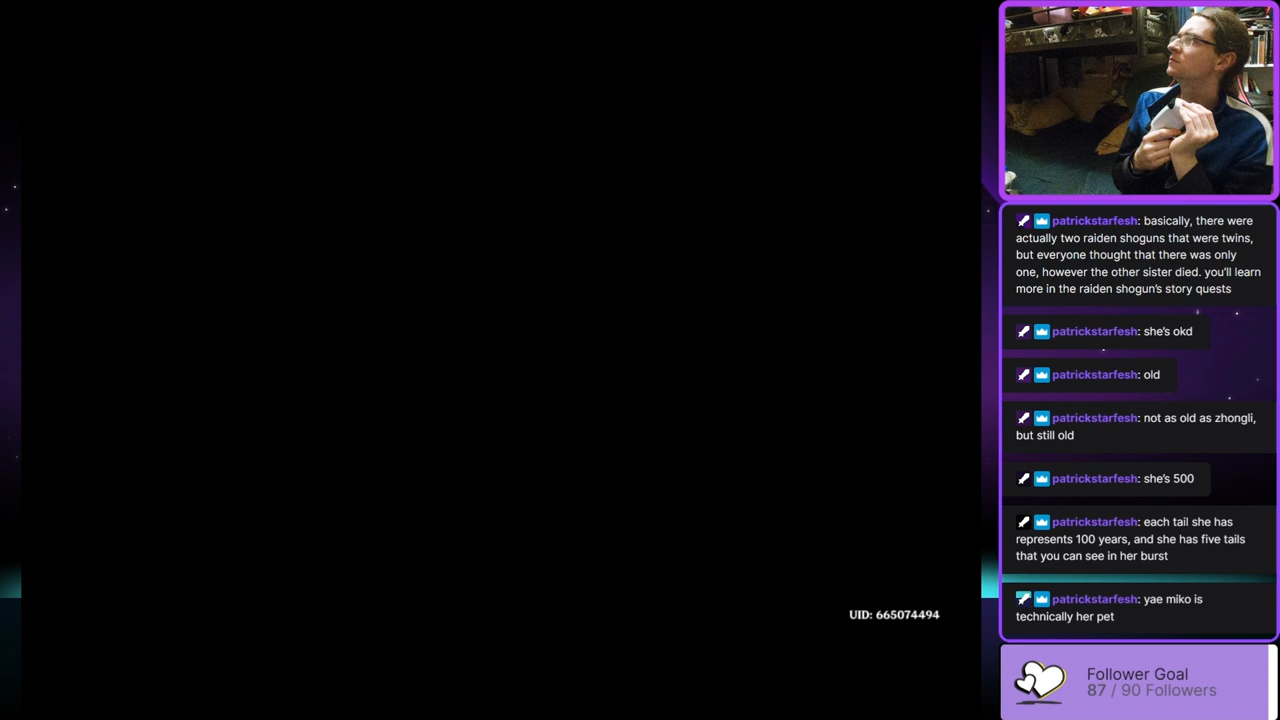 patrickstarfesh: basically, there were
actually two raiden shoguns that were twins,
but everyone thought that there was only
one, however the other sister died. you'll learn
more in the raiden shogun's story quests
patrickstarfesh: she's okd
patrickstarfesh: old
patrickstarfesh: not as old as zhongli,
but still old
patrickstarfesh: she's 500
patrickstarfesh: each tail she has
represents 100 years, and she has five tails
that you can see in her burst
patrickstarfesh: yae miko is
technically her pet
UID: 665074494
Follower Goal
87 / 90 Followers